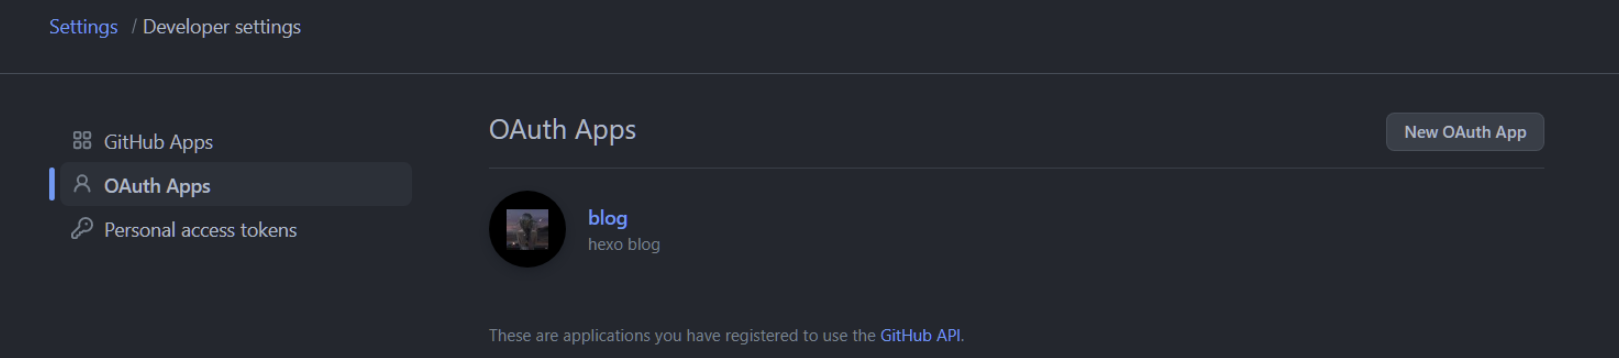 Settings / Developer settings
GitHub Apps
OAuth Apps
Personal access tokens
OAuth Apps
New OAuth App
blog
hexo blog
These are applications you have registered to use the GitHub API.